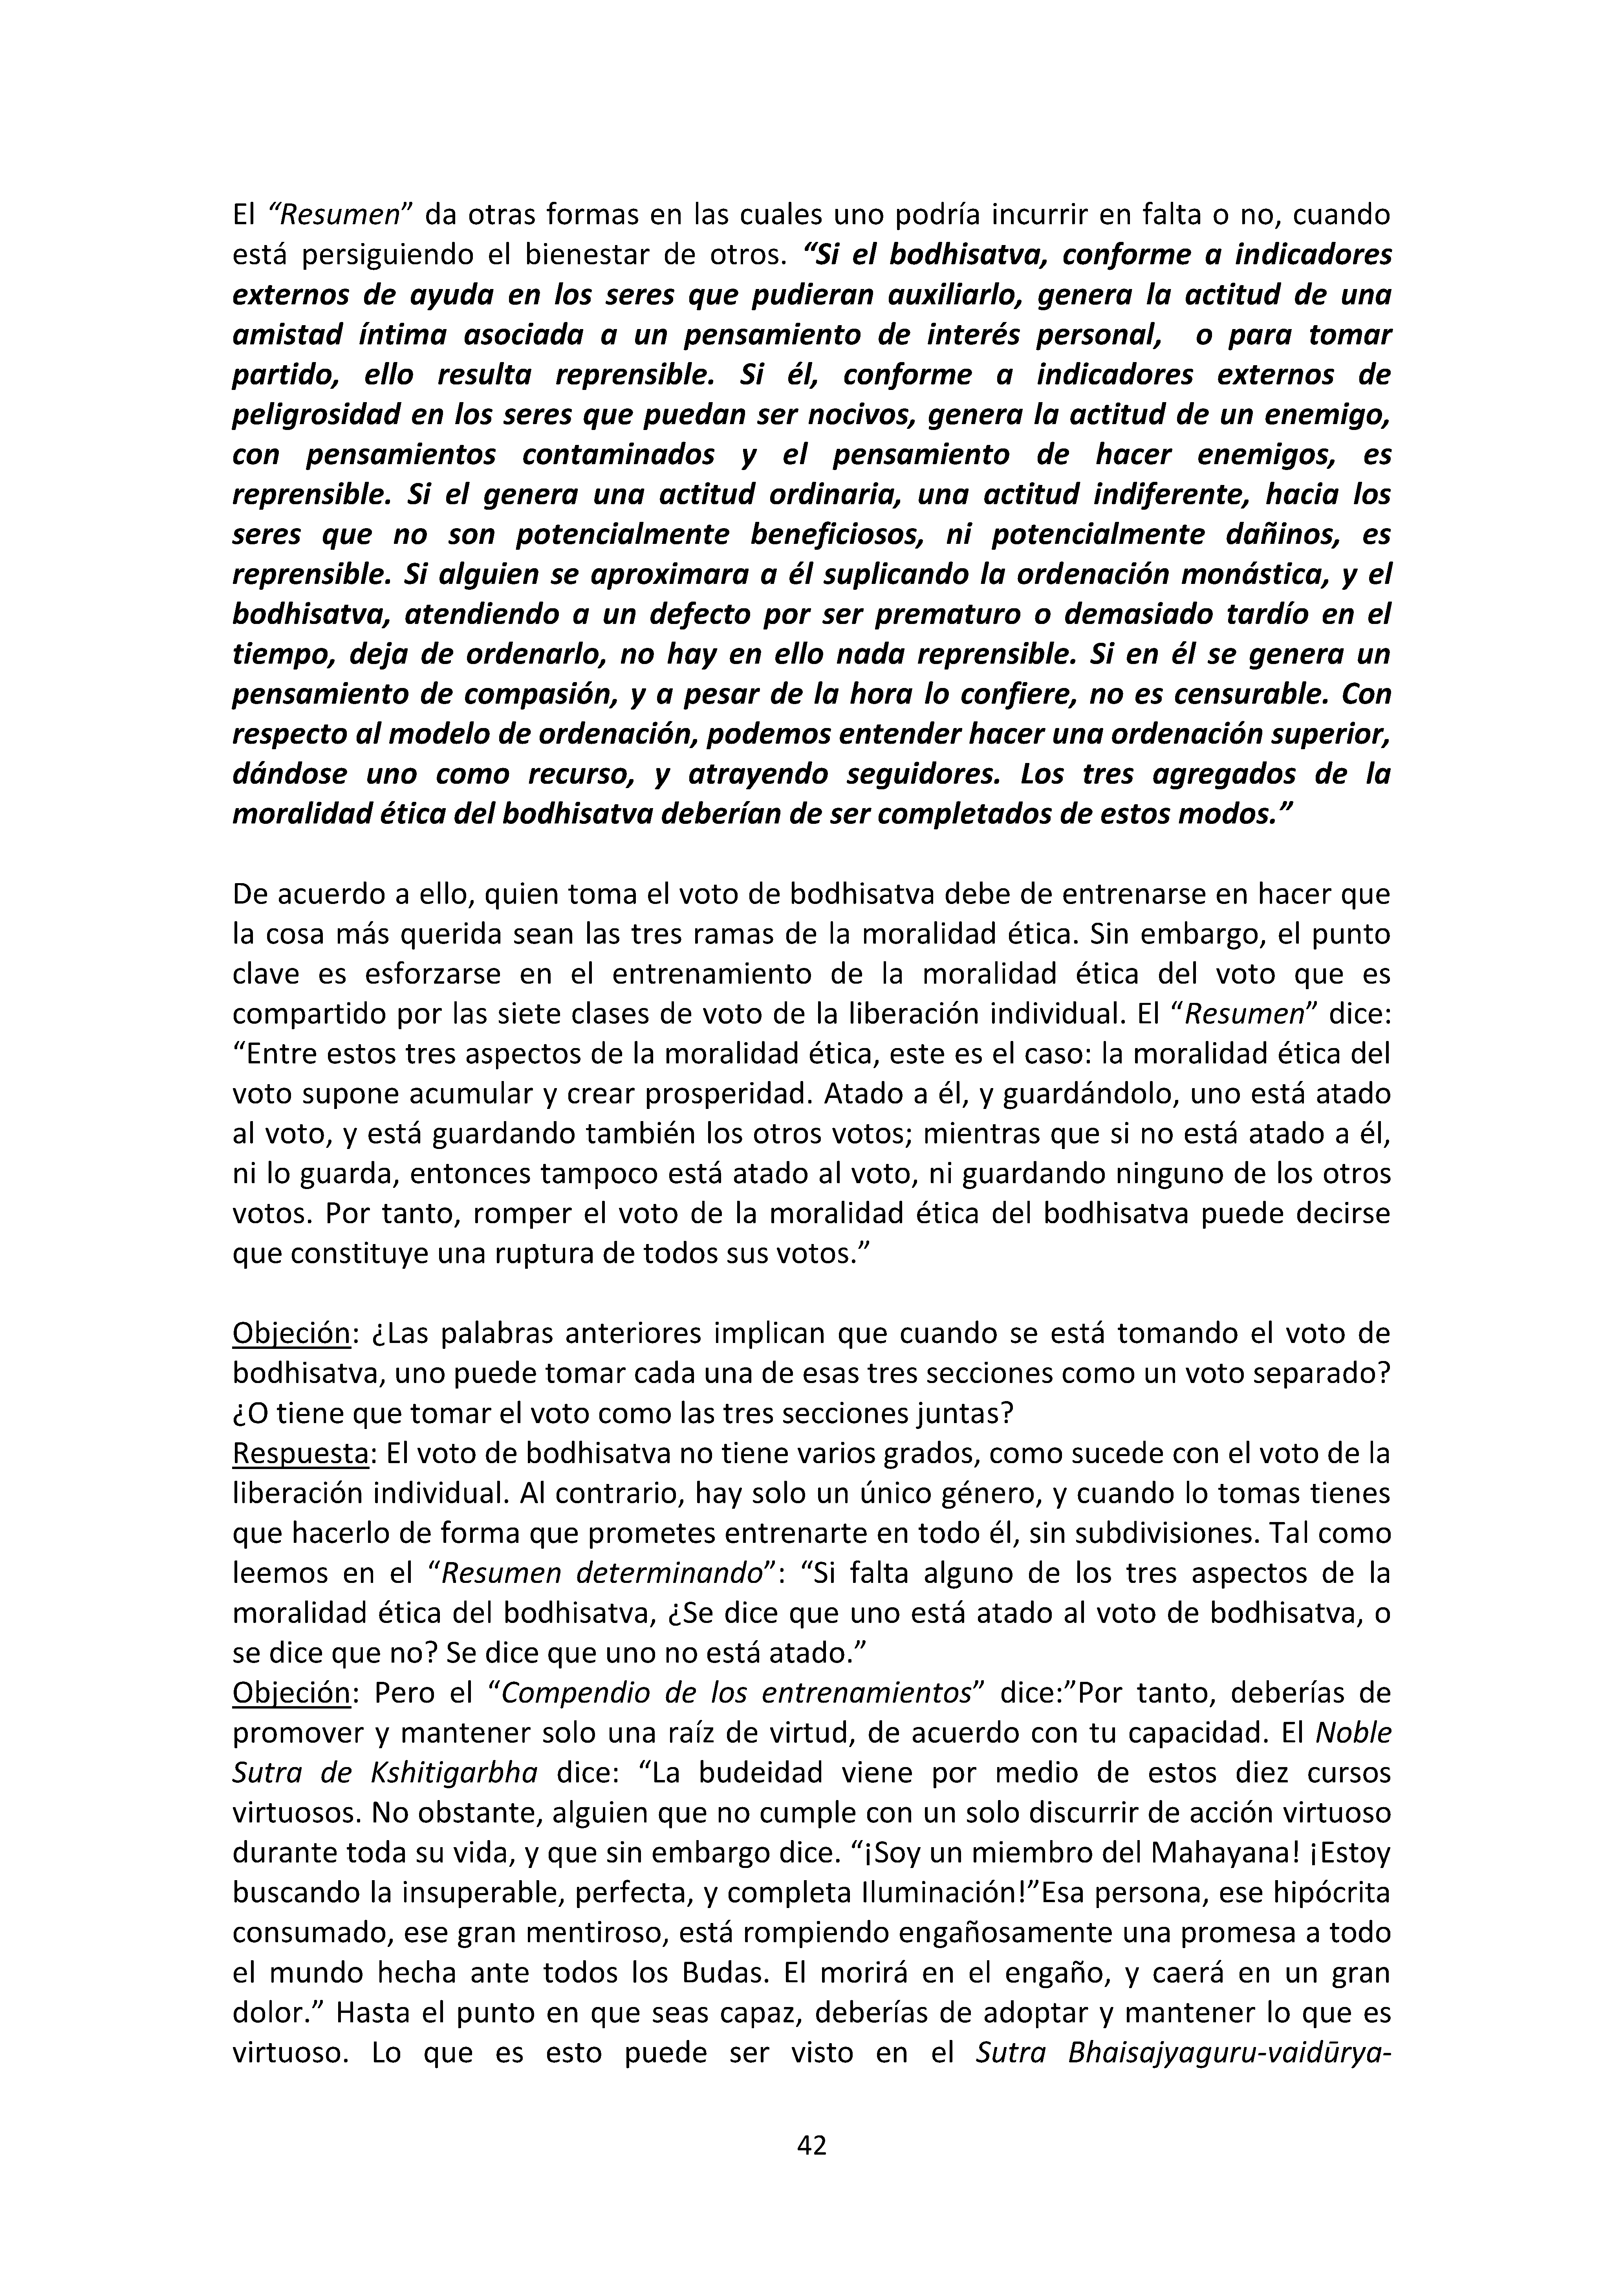 El “Resumen” da otras formas en las cuales uno podría incurrir en falta o no, cuando
está persiguiendo el bienestar de otros. “Si el bodhisatva, conforme a indicadores
externos de ayuda en los seres que pudieran auxiliarlo, genera la actitud de una
amistad íntima asociada a un pensamiento de interés personal, o para tomar
partido, ello resulta reprensible. Si él, conforme a indicadores externos de
peligrosidad en los seres que puedan ser nocivos, genera la actitud de un enemigo,
con pensamientos contaminados y el pensamiento de hacer enemigos, es
reprensible. Si el genera una actitud ordinaria, una actitud indiferente, hacia los
seres que no son potencialmente beneficiosos, ni potencialmente dañinos, es
reprensible. Si alguien se aproximara a él suplicando la ordenación monástica, y el
bodhisatva, atendiendo a un defecto por ser prematuro o demasiado tardío en el
tiempo, deja de ordenarlo, no hay en ello nada reprensible. Si en él se genera un
pensamiento de compasión, y a pesar de la hora lo confiere, no es censurable. Con
respecto al modelo de ordenación, podemos entender hacer una ordenación superior,
dándose uno como recurso, y atrayendo seguidores. Los tres agregados de la
moralidad ética del bodhisatva deberían de ser completados de estos modos.”
De acuerdo a ello, quien toma el voto de bodhisatva debe de entrenarse en hacer que
la cosa más querida sean las tres ramas de la moralidad ética. Sin embargo, el punto
clave es esforzarse en el entrenamiento de la moralidad ética del voto que es
compartido por las siete clases de voto de la liberación individual. El “Resumen” dice:
“Entre estos tres aspectos de la moralidad ética, este es el caso: la moralidad ética del
voto supone acumular y crear prosperidad. Atado a él, y guardándolo, uno está atado
al voto, y está guardando también los otros votos; mientras que si no está atado a él,
ni lo guarda, entonces tampoco está atado al voto, ni guardando ninguno de los otros
votos. Por tanto, romper el voto de la moralidad ética del bodhisatva puede decirse
que constituye una ruptura de todos sus votos.”
Objeción: ¿Las palabras anteriores implican que cuando se está tomando el voto de
bodhisatva, uno puede tomar cada una de esas tres secciones como un voto separado?
¿O tiene que tomar el voto como las tres secciones juntas?
Respuesta: El voto de bodhisatva no tiene varios grados, como sucede con el voto de la
liberación individual. Al contrario, hay solo un único género, y cuando lo tomas tienes
que hacerlo de forma que prometes entrenarte en todo él, sin subdivisiones. Tal como
leemos en el “Resumen determinando”: “Si falta alguno de los tres aspectos de la
moralidad ética del bodhisatva, ¿Se dice que uno está atado al voto de bodhisatva, o
se dice que no? Se dice que uno no está atado.”
Objeción: Pero el “Compendio de los entrenamientos” dice:”Por tanto, deberías de
promover y mantener solo una raíz de virtud, de acuerdo con tu capacidad. El Noble
Sutra de Kshitigarbha dice: “La budeidad viene por medio de estos diez cursos
virtuosos. No obstante, alguien que no cumple con un solo discurrir de acción virtuoso
durante toda su vida, y que sin embargo dice. “¡Soy un miembro del Mahayana! ¡Estoy
buscando la insuperable, perfecta, y completa Iluminación!”Esa persona, ese hipócrita
consumado, ese gran mentiroso, está rompiendo engañosamente una promesa a todo
el mundo hecha ante todos los Budas. El morirá en el engaño, y caerá en un gran
dolor.” Hasta el punto en que seas capaz, deberías de adoptar y mantener lo que es
virtuoso. Lo que es esto puede ser visto en el Sutra Bhaisajyaguru-vaidūrya-
42